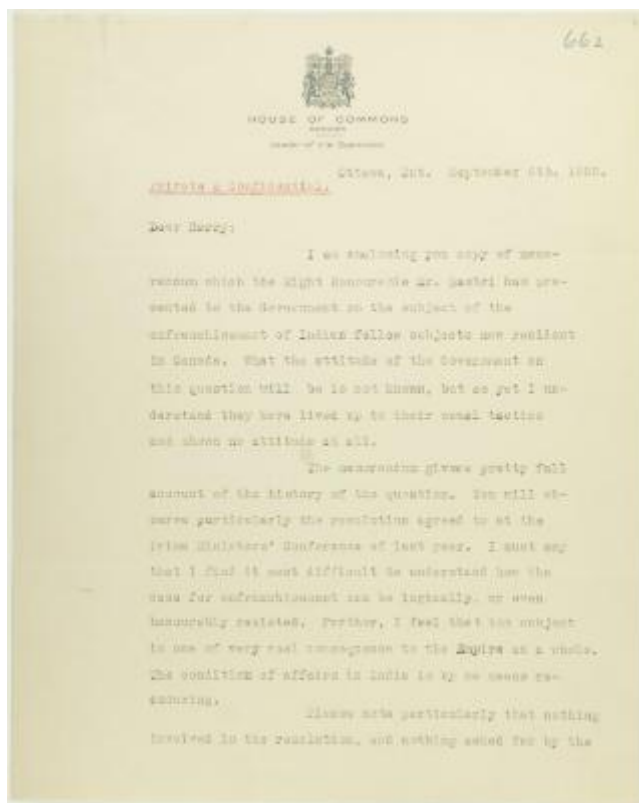 662
HOUSE OF COMMONS
CANADA
Leader of the Opposition
Ottawa, Ont. September 6th, 1922.
Private & Confidential.
Dear Harry:
I am enclosing you copy of memo-
randum which the Right Honourable Mr. Sastri has pre-
sented to the Government on the subject of the
enfranchisement of Indian fellow subjects now resident
in Canada. What the attitude of the Government on
this question will be is not known, but as yet I un-
derstand they have lived up to their usual tactics
and shown no attitude at all.
The memorandum gives pretty full
account of the history of the question. You will ob-
serve particularly the resolution agreed to at the
Prime Ministers' Conference of last year. I must say
that I find it most difficult to understand how the
case for enfranchisement can be logically, or even
honourably resisted. Further, I feel that the subject
is one of very real consequence to the Empire as a whole.
The condition of affairs in India is by no means re-
assuring.
Please note particularly that nothing
involved in the resolution, and nothing asked for by the